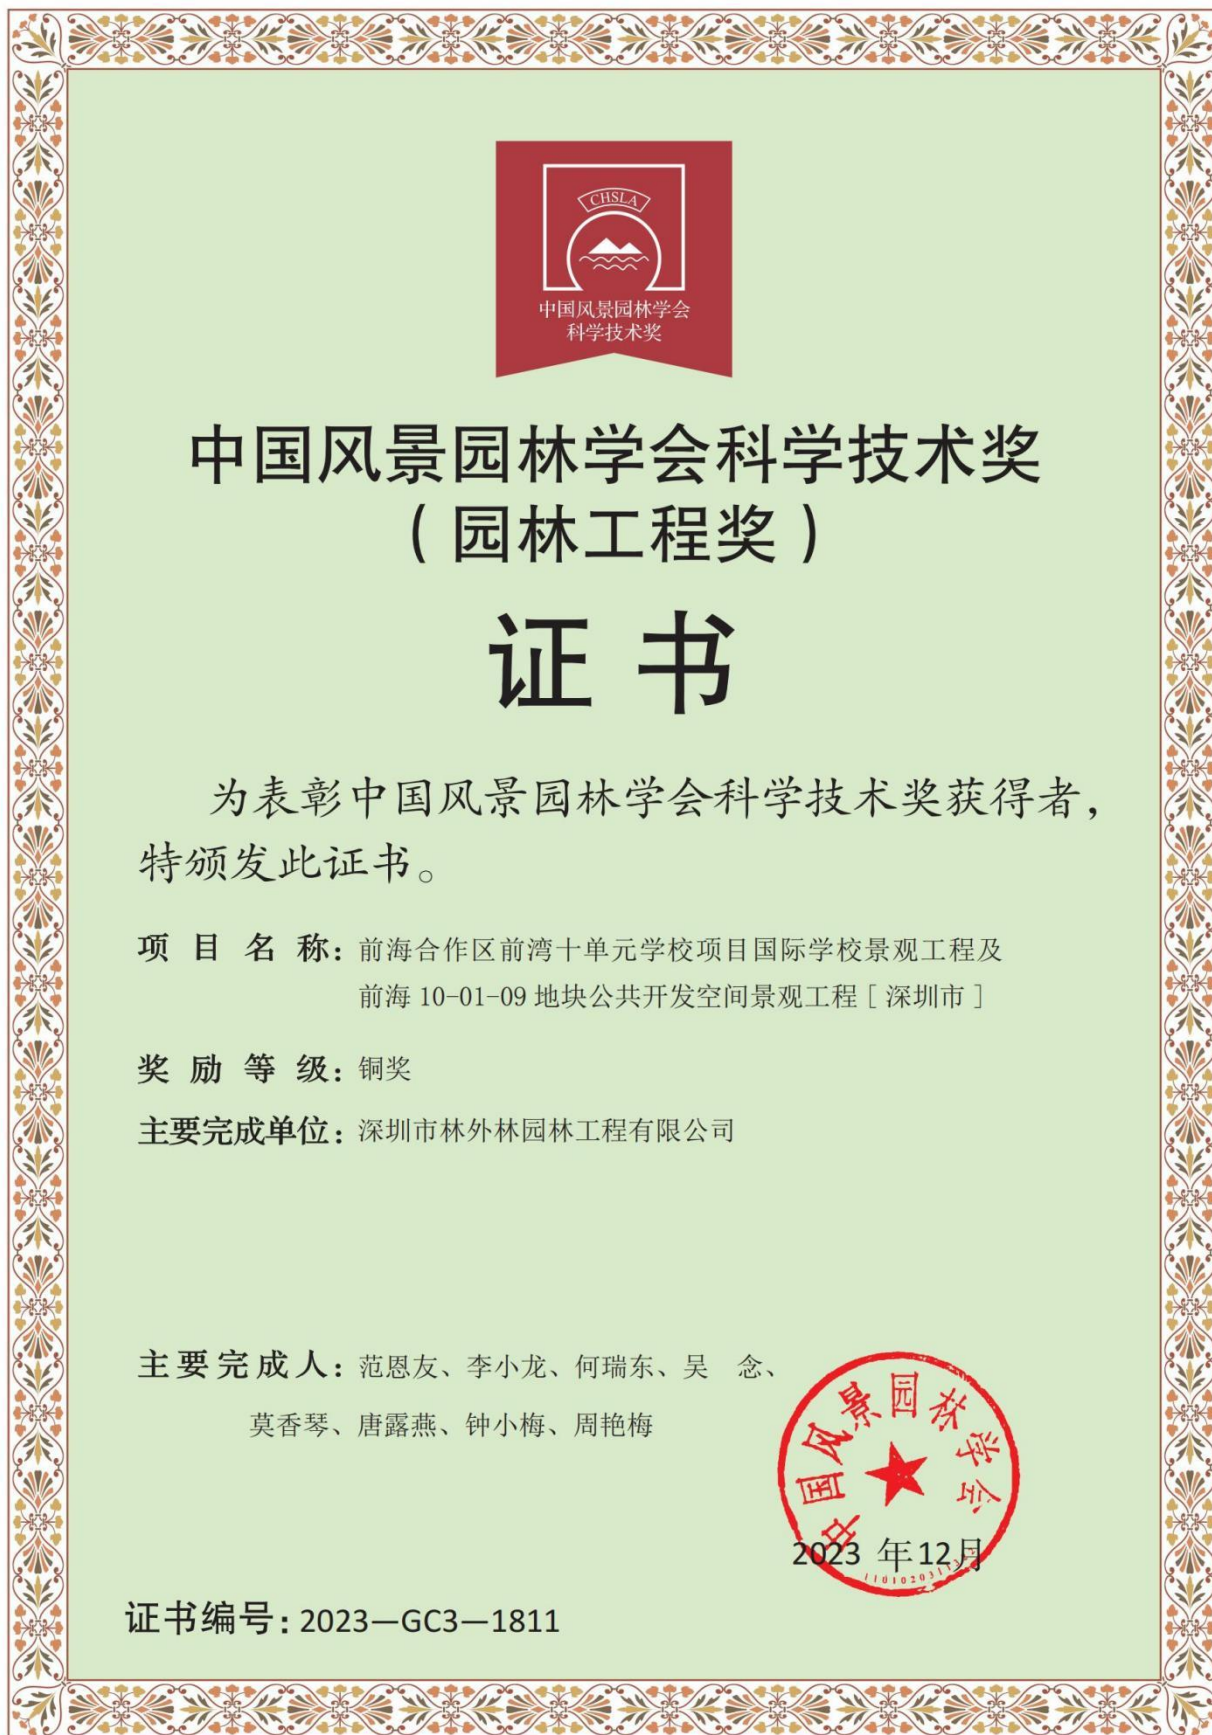 CHSLA
中国风景园林学会
科学技术奖
中国风景园林学会科学技术奖
（园林工程奖）
证书
为表彰中国风景园林学会科学技术奖获得者，
特颁发此证书。
项目名称：前海合作区前湾十单元学校项目国际学校景观工程及
前海 10-01-09 地块公共开发空间景观工程［深圳市］
奖励等级：铜奖
主要完成单位：深圳市林外林园林工程有限公司
主要完成人：范恩友、李小龙、何瑞东、吴　念、
莫香琴、唐露燕、钟小梅、周艳梅
中国风景园林学会
2023 年12月
证书编号：2023—GC3—1811